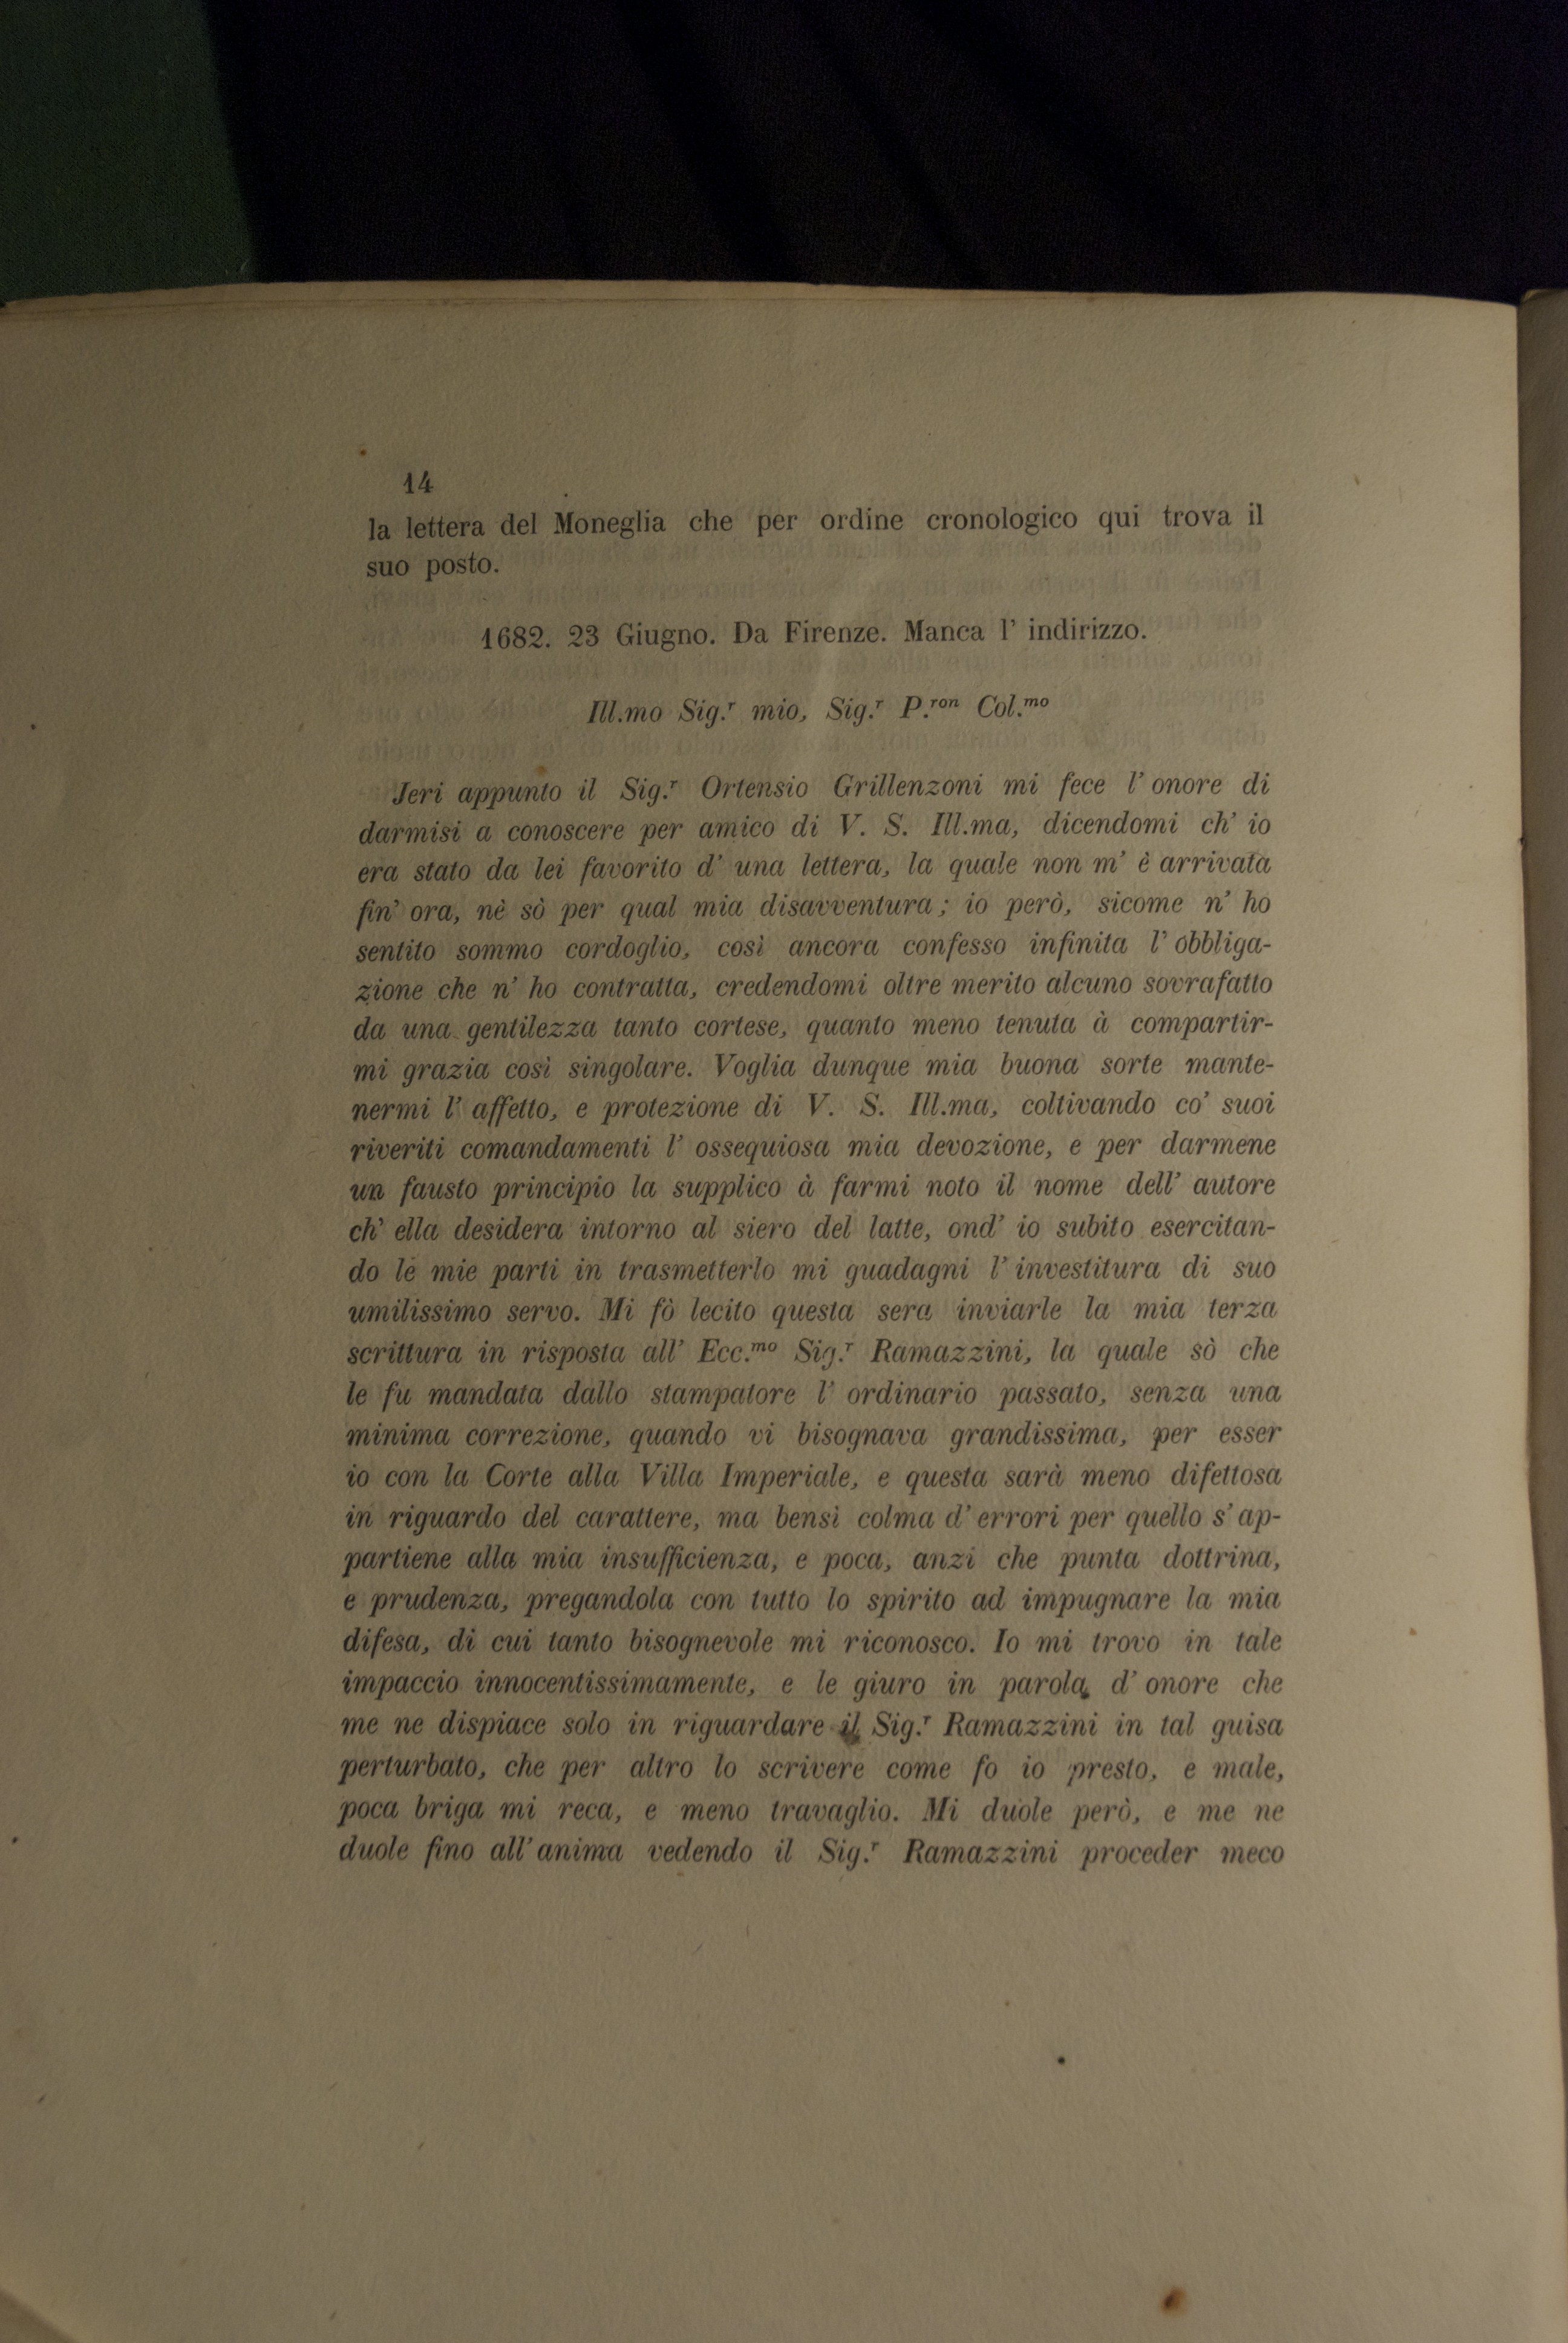 14
la lettera del Moneglia che per ordine cronologico qui trova il
suo posto.
1682. 23 Giugno. Da Firenze. Manca l' indirizzo.
Ill.mo Sig.r mio, Sig.r P.ron Col.mo
Jeri appunto il Sig.r Ortensio Grillenzoni mi fece l' onore di
darmisi a conoscere per amico di V. S. Ill.ma, dicendomi ch' io
era stato da lei favorito d' una lettera, la quale non m' è arrivata
fin' ora, nè sò per qual mia disavventura; io però, sicome n' ho
sentito sommo cordoglio, così ancora confesso infinita l' obbliga-
zione che n' ho contratta, credendomi oltre merito alcuno sovrafatto
da una gentilezza tanto cortese, quanto meno tenuta à compartir-
mi grazia così singolare. Voglia dunque mia buona sorte mante-
nermi l' affetto, e protezione di V. S. Ill.ma, coltivando co' suoi
riveriti comandamenti l' ossequiosa mia devozione, e per darmene
un fausto principio la supplico à farmi noto il nome dell' autore
ch' ella desidera intorno al siero del latte, ond' io subito esercitan-
do le mie parti in trasmetterlo mi guadagni l' investitura di suo
umilissimo servo. Mi fò lecito questa sera inviarle la mia terza
scrittura in risposta all' Ecc.mo Sig.r Ramazzini, la quale sò che
le fu mandata dallo stampatore l' ordinario passato, senza una
minima correzione, quando vi bisognava grandissima, per esser
io con la Corte alla Villa Imperiale, e questa sarà meno difettosa
in riguardo del carattere, ma bensì colma d' errori per quello s' ap-
partiene alla mia insufficienza, e poca, anzi che punta dottrina,
e prudenza, pregandola con tutto lo spirito ad impugnare la mia
difesa, di cui tanto bisognevole mi riconosco. Io mi trovo in tale
impaccio innocentissimamente, e le giuro in parola d' onore che
me ne dispiace solo in riguardare il Sig.r Ramazzini in tal guisa
perturbato, che per altro lo scrivere come fo io presto, e male,
poca briga mi reca, e meno travaglio. Mi duole però, e me ne
duole fino all' anima vedendo il Sig.r Ramazzini proceder meco